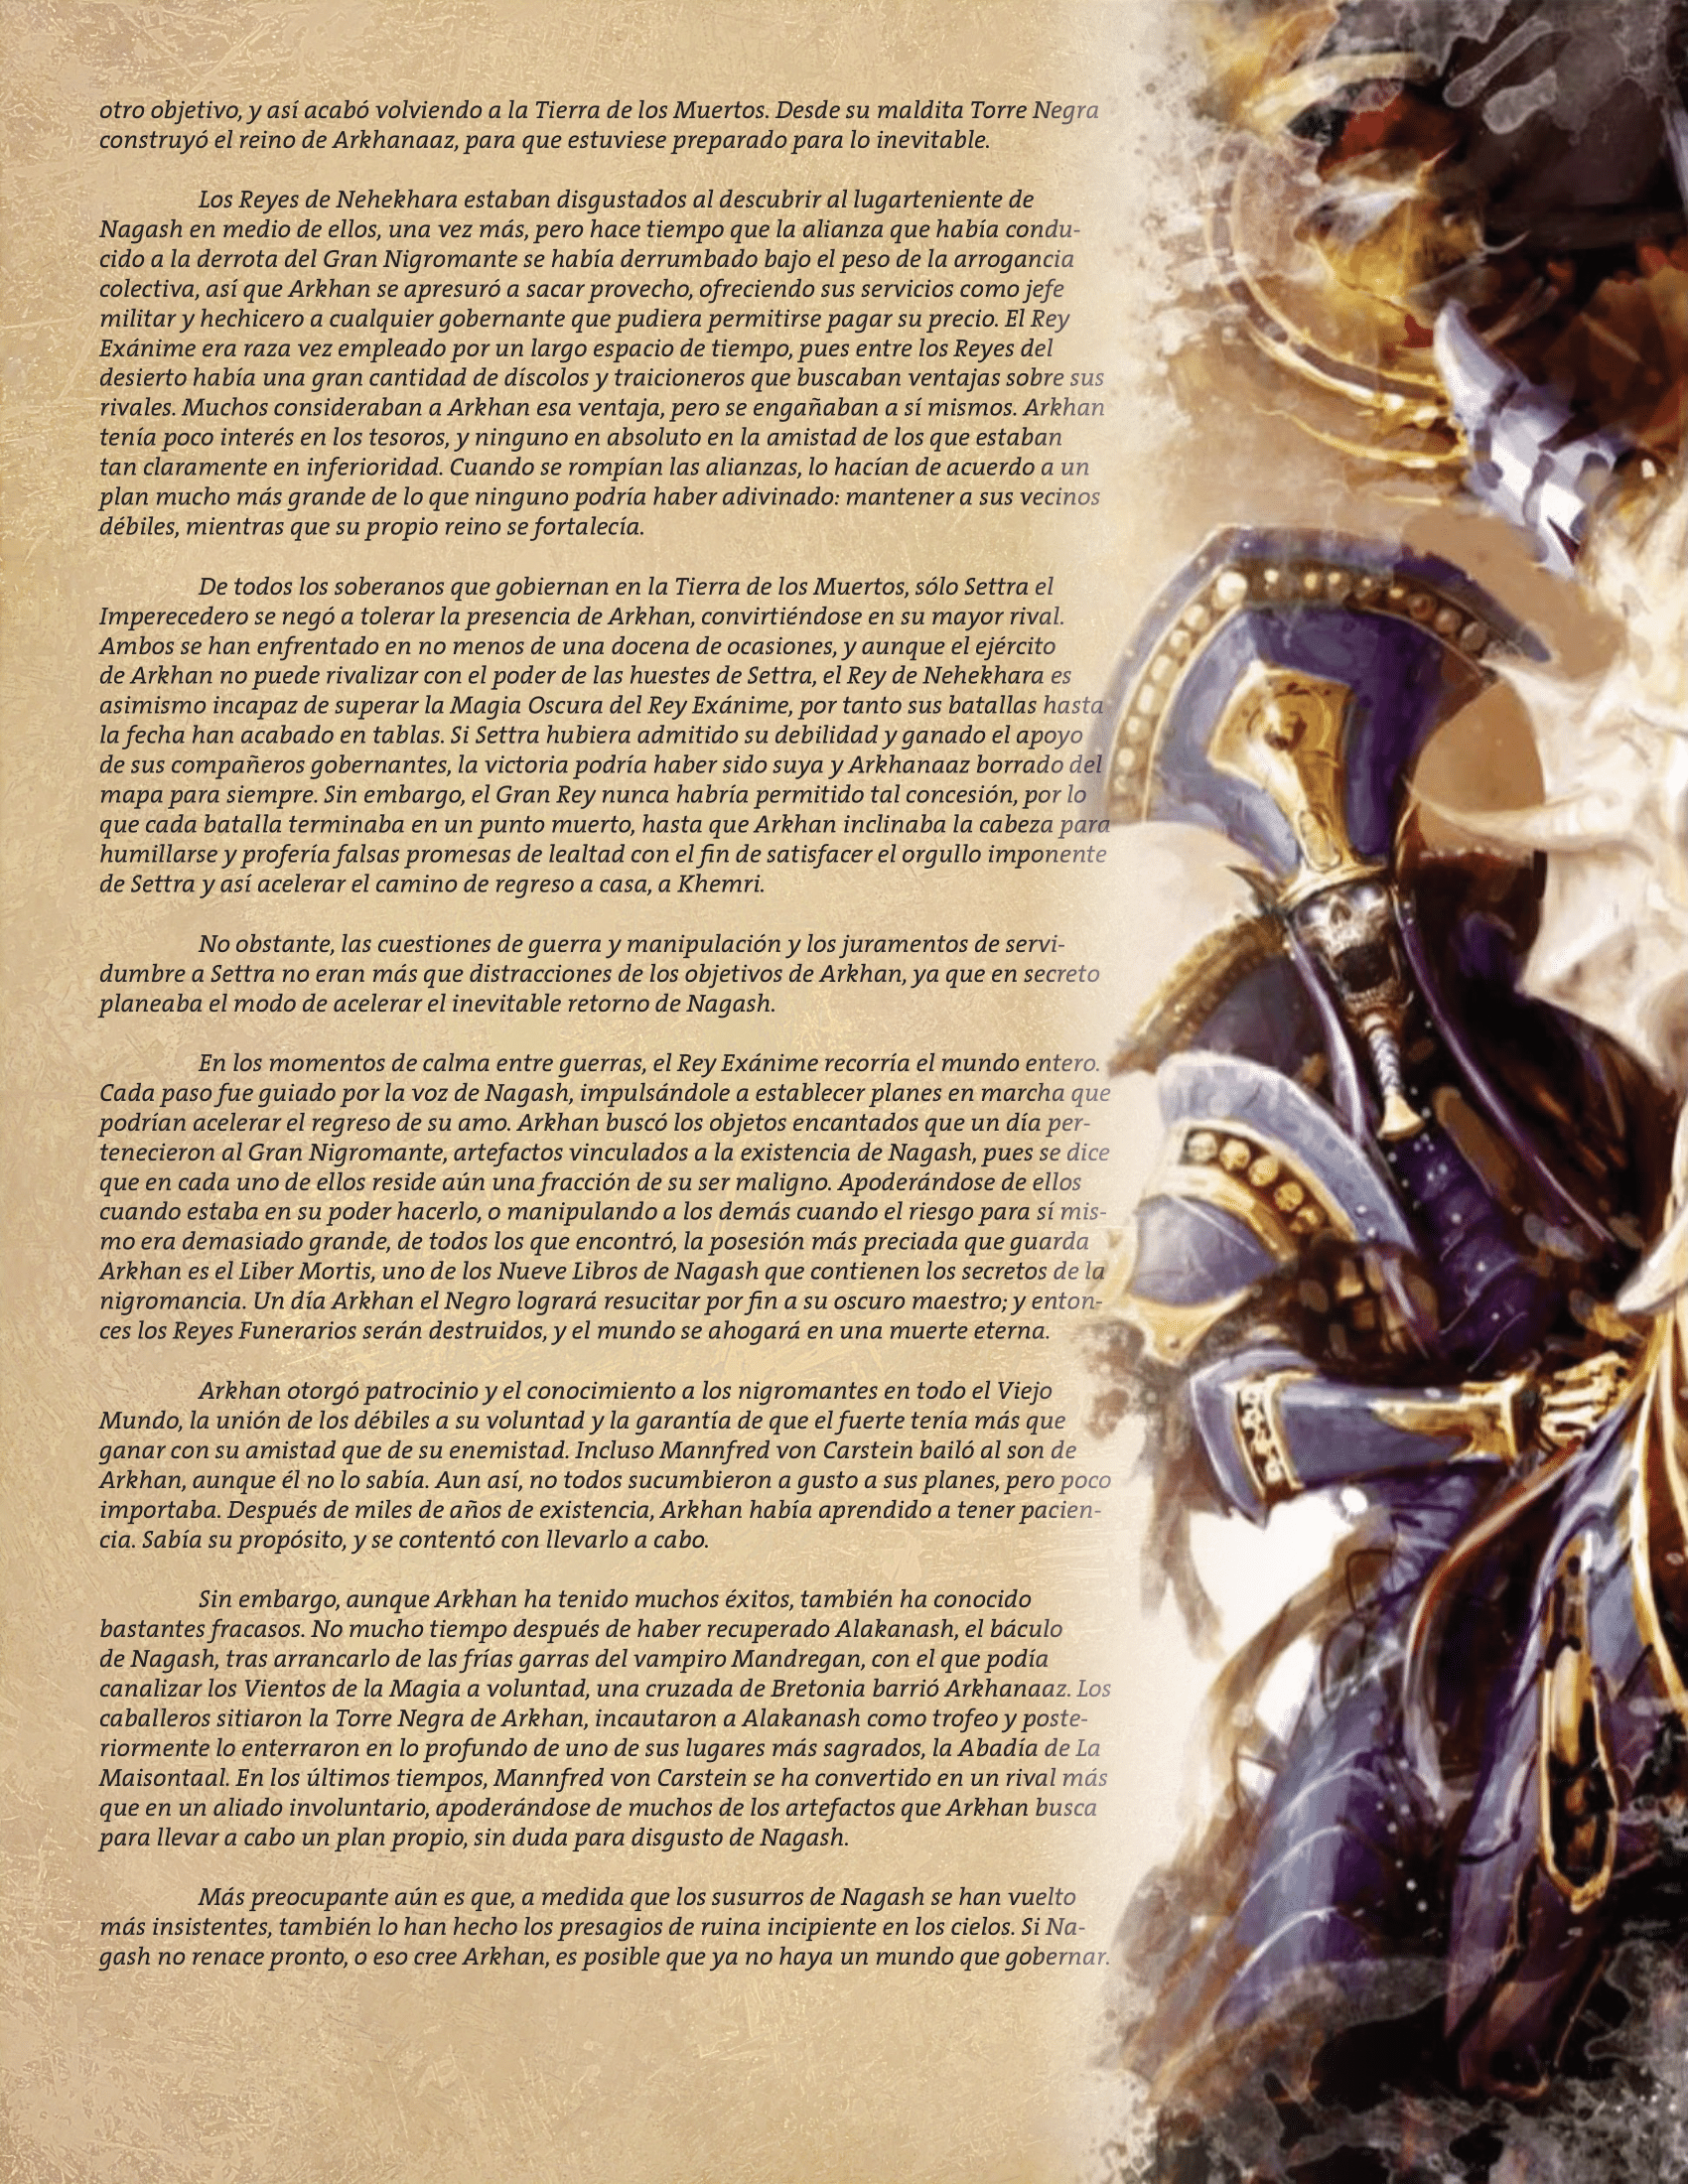 otro objetivo, y así acabó volviendo a la Tierra de los Muertos. Desde su maldita Torre Negra
construyó el reino de Arkhanaaz, para que estuviese preparado para lo inevitable.
Los Reyes de Nehekhara estaban disgustados al descubrir al lugarteniente de
Nagash en medio de ellos, una vez más, pero hace tiempo que la alianza que había condu-
cido a la derrota del Gran Nigromante se había derrumbado bajo el peso de la arrogancia
colectiva, así que Arkhan se apresuró a sacar provecho, ofreciendo sus servicios como jefe
militar y hechicero a cualquier gobernante que pudiera permitirse pagar su precio. El Rey
Exánime era raza vez empleado por un largo espacio de tiempo, pues entre los Reyes del
desierto había una gran cantidad de díscolos y traicioneros que buscaban ventajas sobre sus
rivales. Muchos consideraban a Arkhan esa ventaja, pero se engañaban a sí mismos. Arkhan
tenía poco interés en los tesoros, y ninguno en absoluto en la amistad de los que estaban
tan claramente en inferioridad. Cuando se rompían las alianzas, lo hacían de acuerdo a un
plan mucho más grande de lo que ninguno podría haber adivinado: mantener a sus vecinos
débiles, mientras que su propio reino se fortalecía.
De todos los soberanos que gobiernan en la Tierra de los Muertos, sólo Settra el
Imperecedero se negó a tolerar la presencia de Arkhan, convirtiéndose en su mayor rival.
Ambos se han enfrentado en no menos de una docena de ocasiones, y aunque el ejército
de Arkhan no puede rivalizar con el poder de las huestes de Settra, el Rey de Nehekhara es
asimismo incapaz de superar la Magia Oscura del Rey Exánime, por tanto sus batallas hasta
la fecha han acabado en tablas. Si Settra hubiera admitido su debilidad y ganado el apoyo
de sus compañeros gobernantes, la victoria podría haber sido suya y Arkhanaaz borrado del
mapa para siempre. Sin embargo, el Gran Rey nunca habría permitido tal concesión, por lo
que cada batalla terminaba en un punto muerto, hasta que Arkhan inclinaba la cabeza para
humillarse y profería falsas promesas de lealtad con el fin de satisfacer el orgullo imponente
de Settra y así acelerar el camino de regreso a casa, a Khemri.
No obstante, las cuestiones de guerra y manipulación y los juramentos de servi-
dumbre a Settra no eran más que distracciones de los objetivos de Arkhan, ya que en secreto
planeaba el modo de acelerar el inevitable retorno de Nagash.
En los momentos de calma entre guerras, el Rey Exánime recorría el mundo entero.
Cada paso fue guiado por la voz de Nagash, impulsándole a establecer planes en marcha que
podrían acelerar el regreso de su amo. Arkhan buscó los objetos encantados que un día per-
tenecieron al Gran Nigromante, artefactos vinculados a la existencia de Nagash, pues se dice
que en cada uno de ellos reside aún una fracción de su ser maligno. Apoderándose de ellos
cuando estaba en su poder hacerlo, o manipulando a los demás cuando el riesgo para sí mis-
mo era demasiado grande, de todos los que encontró, la posesión más preciada que guarda
Arkhan es el Liber Mortis, uno de los Nueve Libros de Nagash que contienen los secretos de la
nigromancia. Un día Arkhan el Negro logrará resucitar por fin a su oscuro maestro; y enton-
ces los Reyes Funerarios serán destruidos, y el mundo se ahogará en una muerte eterna.
Arkhan otorgó patrocinio y el conocimiento a los nigromantes en todo el Viejo
Mundo, la unión de los débiles a su voluntad y la garantía de que el fuerte tenía más que
ganar con su amistad que de su enemistad. Incluso Mannfred von Carstein bailó al son de
Arkhan, aunque él no lo sabía. Aun así, no todos sucumbieron a gusto a sus planes, pero poco
importaba. Después de miles de años de existencia, Arkhan había aprendido a tener pacien-
cia. Sabía su propósito, y se contentó con llevarlo a cabo.
Sin embargo, aunque Arkhan ha tenido muchos éxitos, también ha conocido
bastantes fracasos. No mucho tiempo después de haber recuperado Alakanash, el báculo
de Nagash, tras arrancarlo de las frías garras del vampiro Mandregan, con el que podía
canalizar los Vientos de la Magia a voluntad, una cruzada de Bretonia barrió Arkhanaaz. Los
caballeros sitiaron la Torre Negra de Arkhan, incautaron a Alakanash como trofeo y poste-
riormente lo enterraron en lo profundo de uno de sus lugares más sagrados, la Abadía de La
Maisontaal. En los últimos tiempos, Mannfred von Carstein se ha convertido en un rival más
que en un aliado involuntario, apoderándose de muchos de los artefactos que Arkhan busca
para llevar a cabo un plan propio, sin duda para disgusto de Nagash.
Más preocupante aún es que, a medida que los susurros de Nagash se han vuelto
más insistentes, también lo han hecho los presagios de ruina incipiente en los cielos. Si Na-
gash no renace pronto, o eso cree Arkhan, es posible que ya no haya un mundo que gobernar.